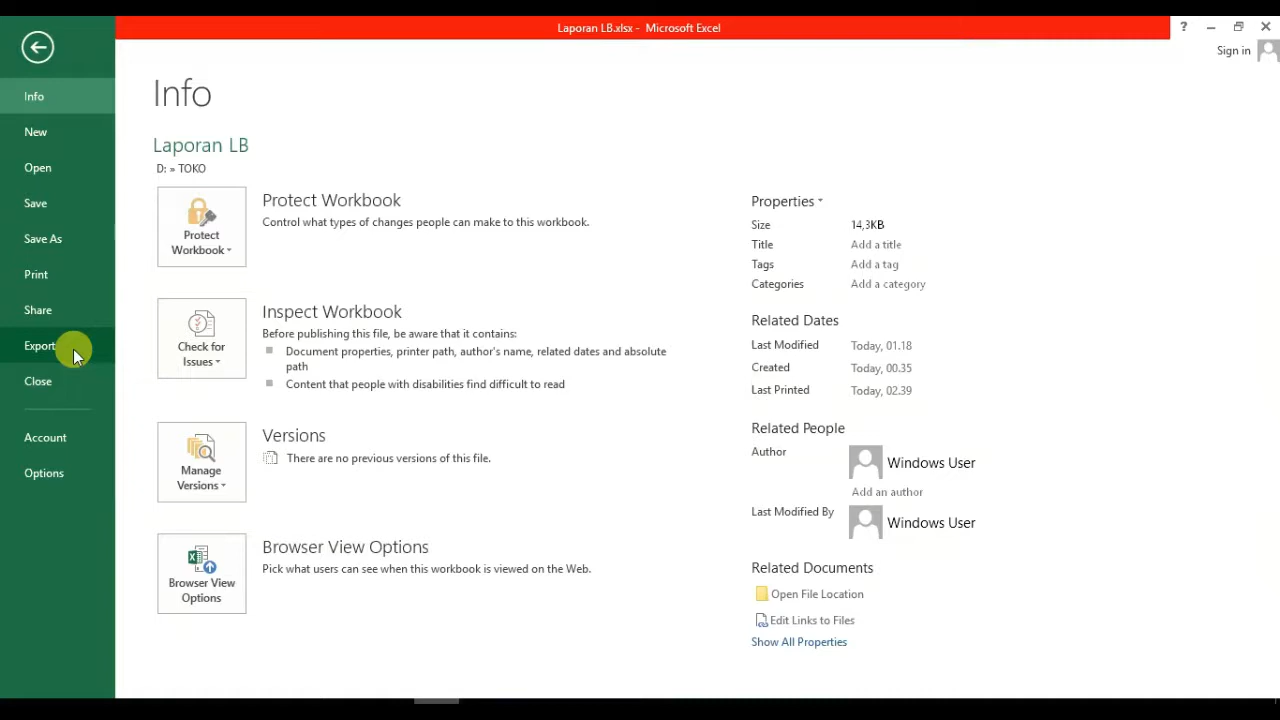 Laporan LB.xlsx - Microsoft Excel
?
Sign in
Info
New
Open
Save
Save As
Print
Share
Export
Close
Account
Options
Info
Laporan LB
D: » TOKO
Protect
Workbook
Protect Workbook
Control what types of changes people can make to this workbook.
Check for
Issues
Inspect Workbook
Before publishing this file, be aware that it contains:
Document properties, printer path, author's name, related dates and absolute
path
Content that people with disabilities find difficult to read
Manage
Versions
Versions
There are no previous versions of this file.
Browser View
Options
Browser View Options
Pick what users can see when this workbook is viewed on the Web.
Properties
Size 14,3KB
Title Add a title
Tags Add a tag
Categories Add a category
Related Dates
Last Modified Today, 01.18
Created Today, 00.35
Last Printed Today, 02.39
Related People
Author Windows User
Add an author
Last Modified By Windows User
Related Documents
Open File Location
Edit Links to Files
Show All Properties